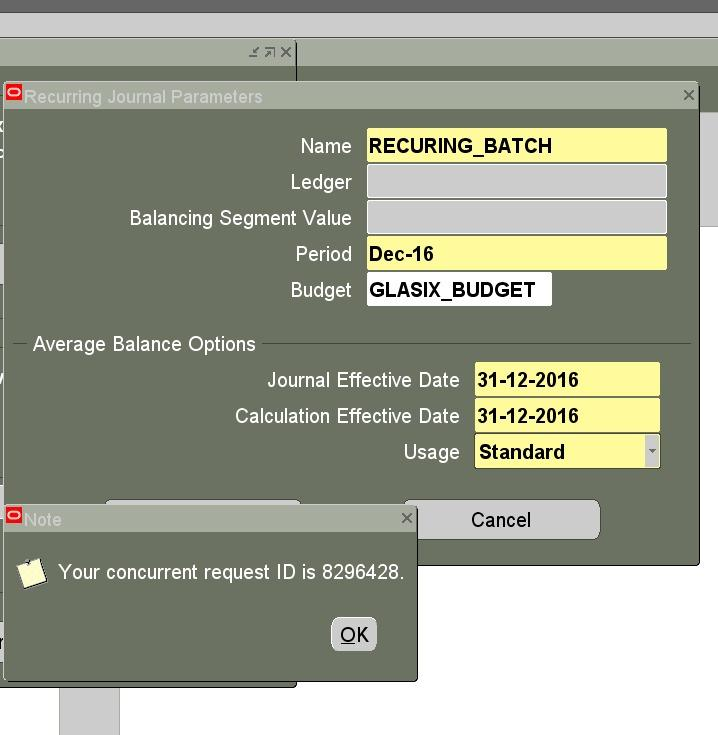 Recurring Journal Parameters
Name RECURING_BATCH
Ledger
Balancing Segment Value
Period Dec-16
Budget GLASIX_BUDGET
Average Balance Options
Journal Effective Date 31-12-2016
Calculation Effective Date 31-12-2016
Usage Standard
Cancel
Note
Your concurrent request ID is 8296428.
OK